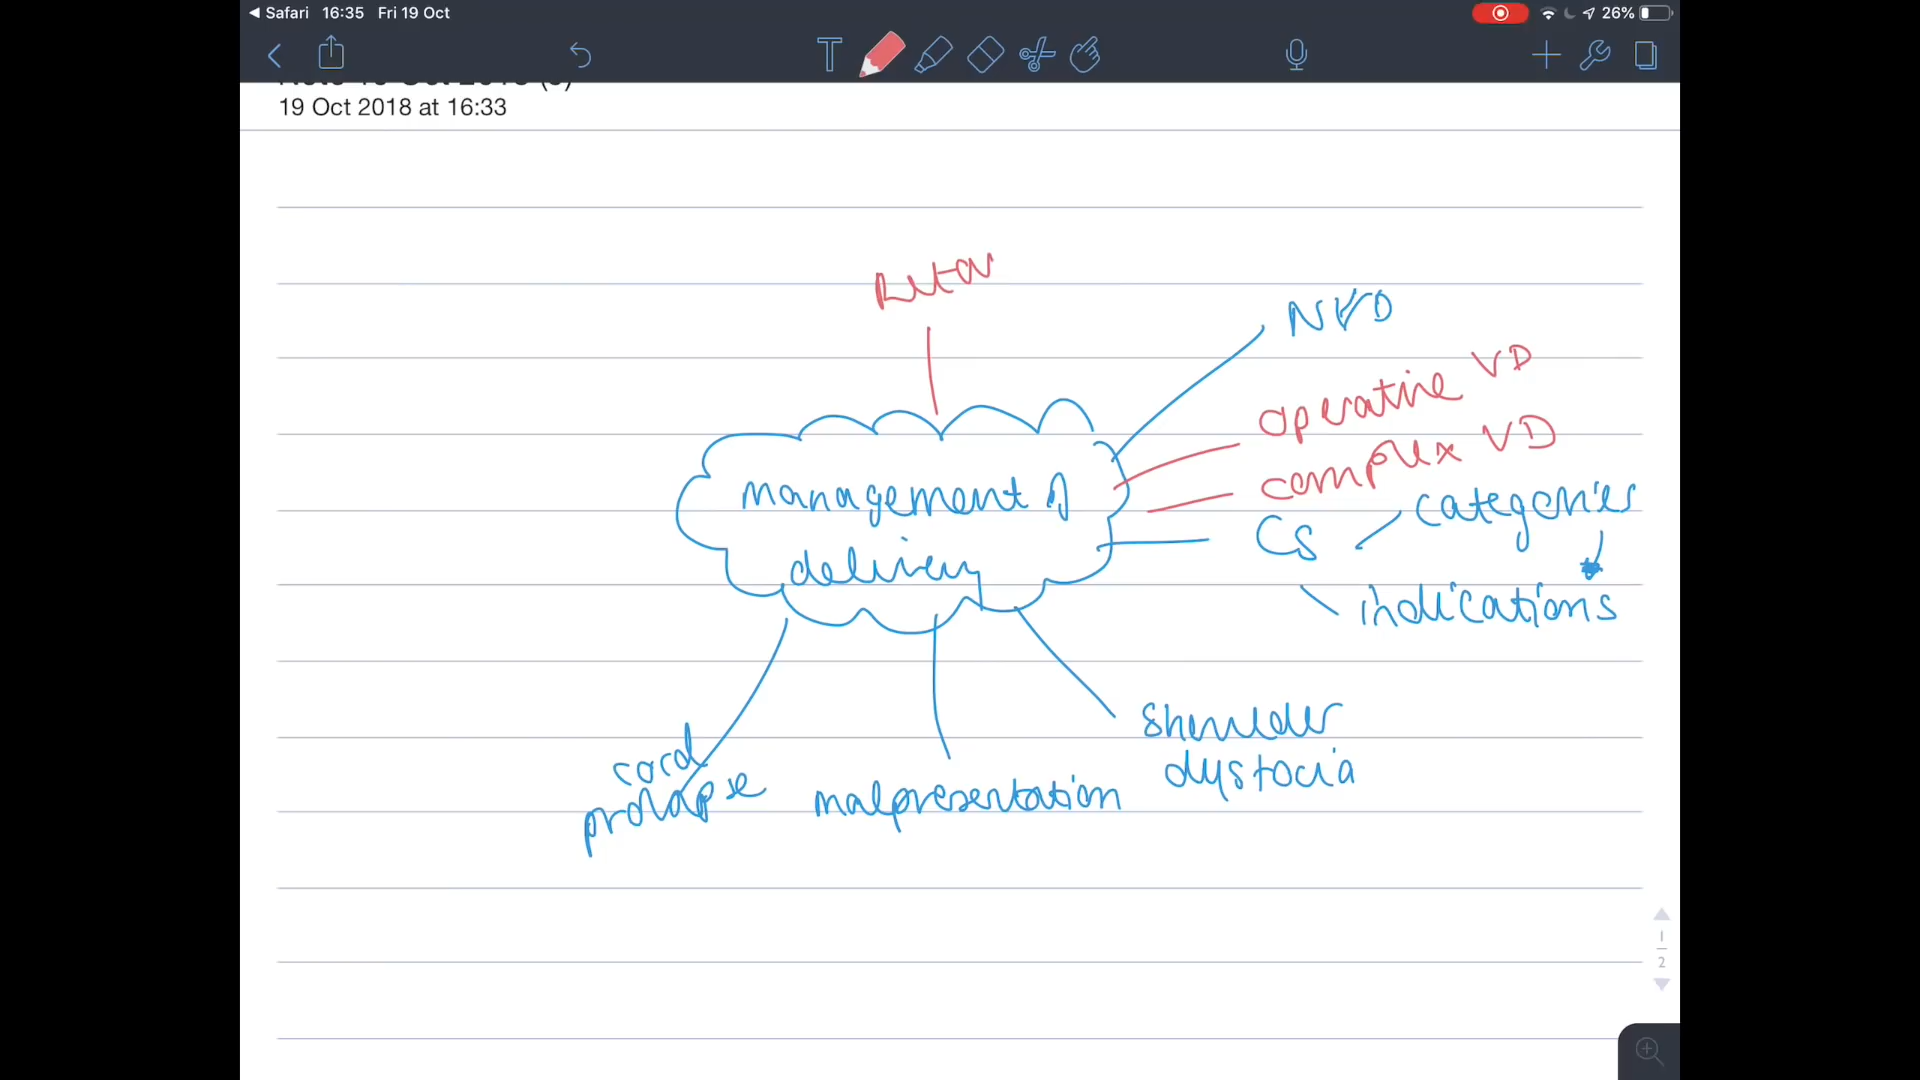 Safari 16:35 Fri 19 Oct
26%
19 Oct 2018 at 16:33
NVD
operative VD
complex VD
management of
delivery
CS
categories
indications
cord
prolapse
malpresentation
shoulder
dystocia
1
2